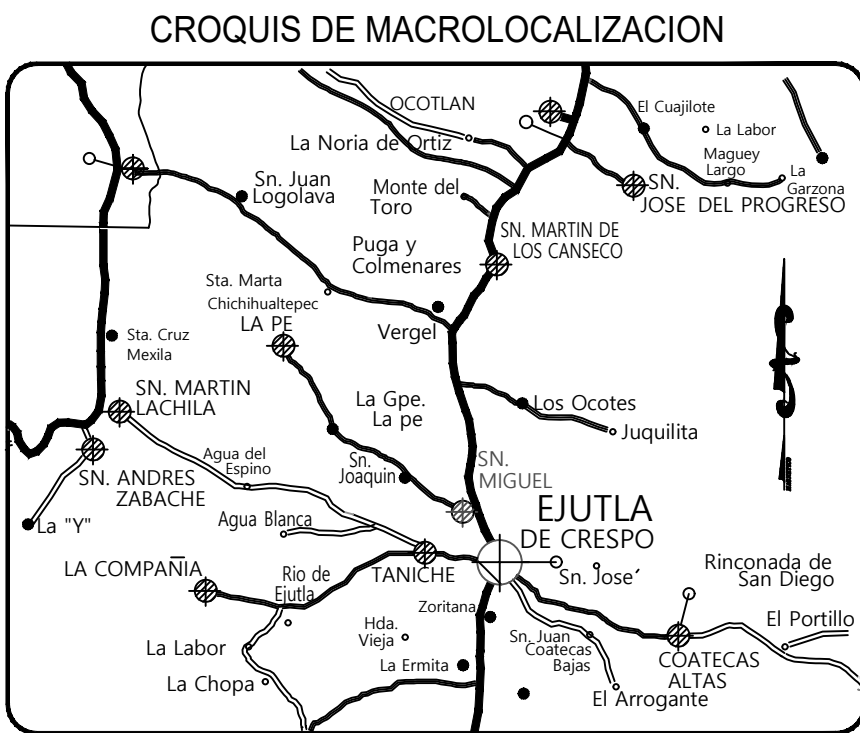 CROQUIS DE MACROLOCALIZACION
OCOTLAN
El Cuajilote
La Labor
La Noria de Ortiz
Maguey
Largo
La
Garzona
Sn. Juan
Logolava
Monte del
Toro
SN.
JOSE DEL PROGRESO
SN. MARTIN DE
LOS CANSECO
Puga y
Colmenares
Sta. Marta
Chichihualtepec
LA PE
Vergel
Sta. Cruz
Mexila
SN. MARTIN
LACHILA
La Gpe.
La pe
Los Ocotes
Juquilita
Agua del
Espino
Sn.
Joaquin
SN.
MIGUEL
SN. ANDRES
ZABACHE
La "Y"
Agua Blanca
EJUTLA
DE CRESPO
LA COMPAÑIA
TANICHE
Sn. José
Rinconada de
San Diego
Rio de
Ejutla
Zoritana
El Portillo
Hda.
Vieja
Sn. Juan
Coatecas
Bajas
La Labor
La Ermita
COATECAS
ALTAS
La Chopa
El Arrogante